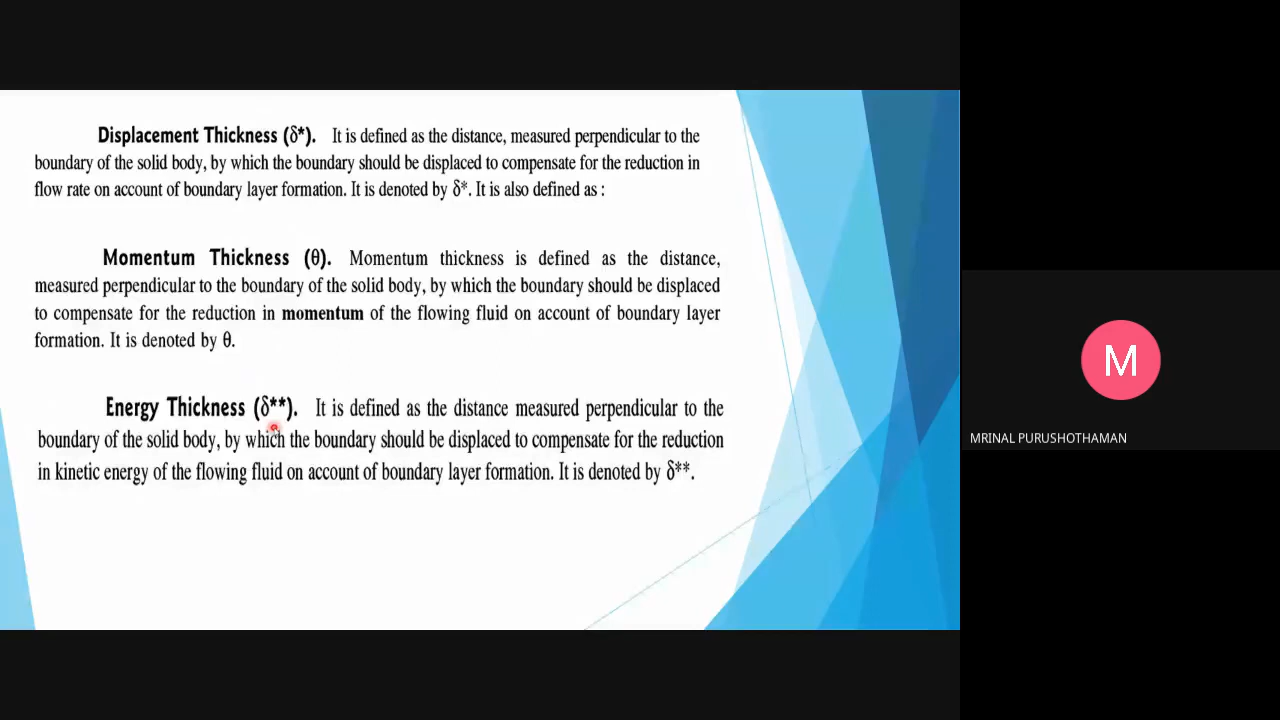 Displacement Thickness (δ*). It is defined as the distance, measured perpendicular to the
boundary of the solid body, by which the boundary should be displaced to compensate for the reduction in
flow rate on account of boundary layer formation. It is denoted by δ*. It is also defined as :
Momentum Thickness (θ). Momentum thickness is defined as the distance,
measured perpendicular to the boundary of the solid body, by which the boundary should be displaced
to compensate for the reduction in momentum of the flowing fluid on account of boundary layer
formation. It is denoted by θ.
Energy Thickness (δ**). It is defined as the distance measured perpendicular to the
boundary of the solid body, by which the boundary should be displaced to compensate for the reduction
in kinetic energy of the flowing fluid on account of boundary layer formation. It is denoted by δ**.
M
MRINAL PURUSHOTHAMAN